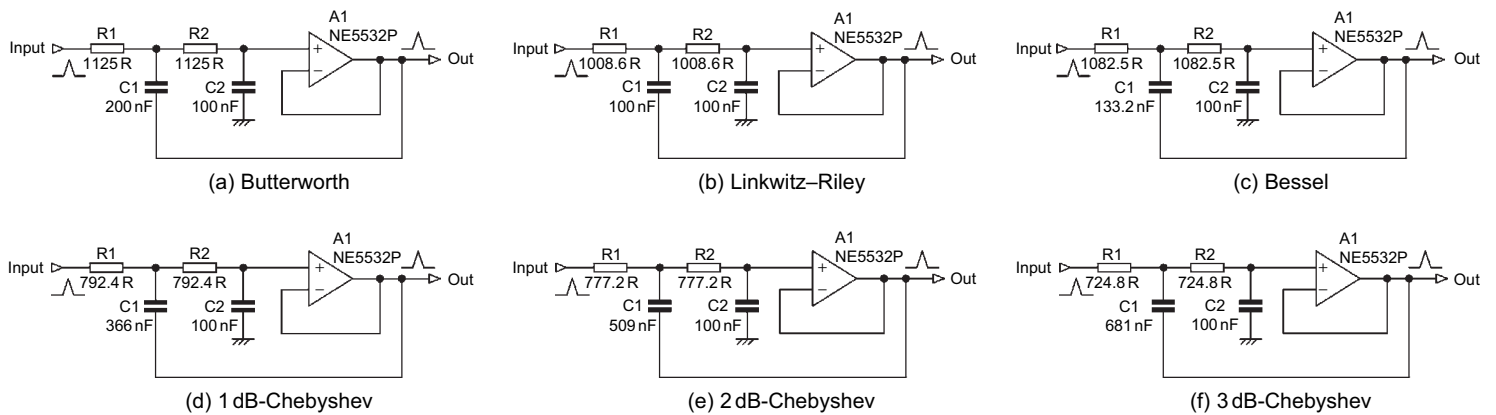 A1
NE5532P
Input
R1
R2
1125 R
1125 R
+
−
Out
C1
200 nF
C2
100 nF
(a) Butterworth
A1
NE5532P
Input
R1
R2
1008.6 R
1008.6 R
+
−
Out
C1
100 nF
C2
100 nF
(b) Linkwitz–Riley
A1
NE5532P
Input
R1
R2
1082.5 R
1082.5 R
+
−
Out
C1
133.2 nF
C2
100 nF
(c) Bessel
A1
NE5532P
Input
R1
R2
792.4 R
792.4 R
+
−
Out
C1
366 nF
C2
100 nF
(d) 1 dB-Chebyshev
A1
NE5532P
Input
R1
R2
777.2 R
777.2 R
+
−
Out
C1
509 nF
C2
100 nF
(e) 2 dB-Chebyshev
A1
NE5532P
Input
R1
R2
724.8 R
724.8 R
+
−
Out
C1
681 nF
C2
100 nF
(f) 3 dB-Chebyshev